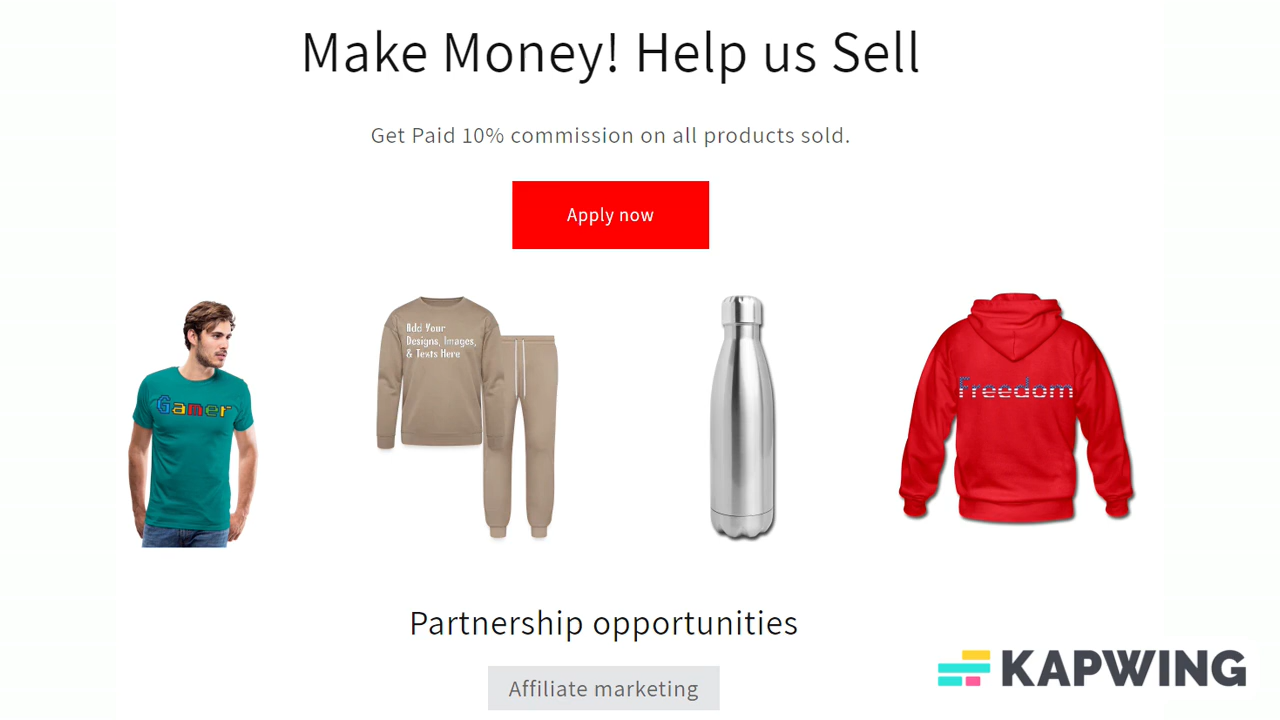 Make Money! Help us Sell
Get Paid 10% commission on all products sold.
Apply now
Gamer
Add Your
Designs, Images,
& Texts Here
Freedom
Partnership opportunities
Affiliate marketing
KAPWING